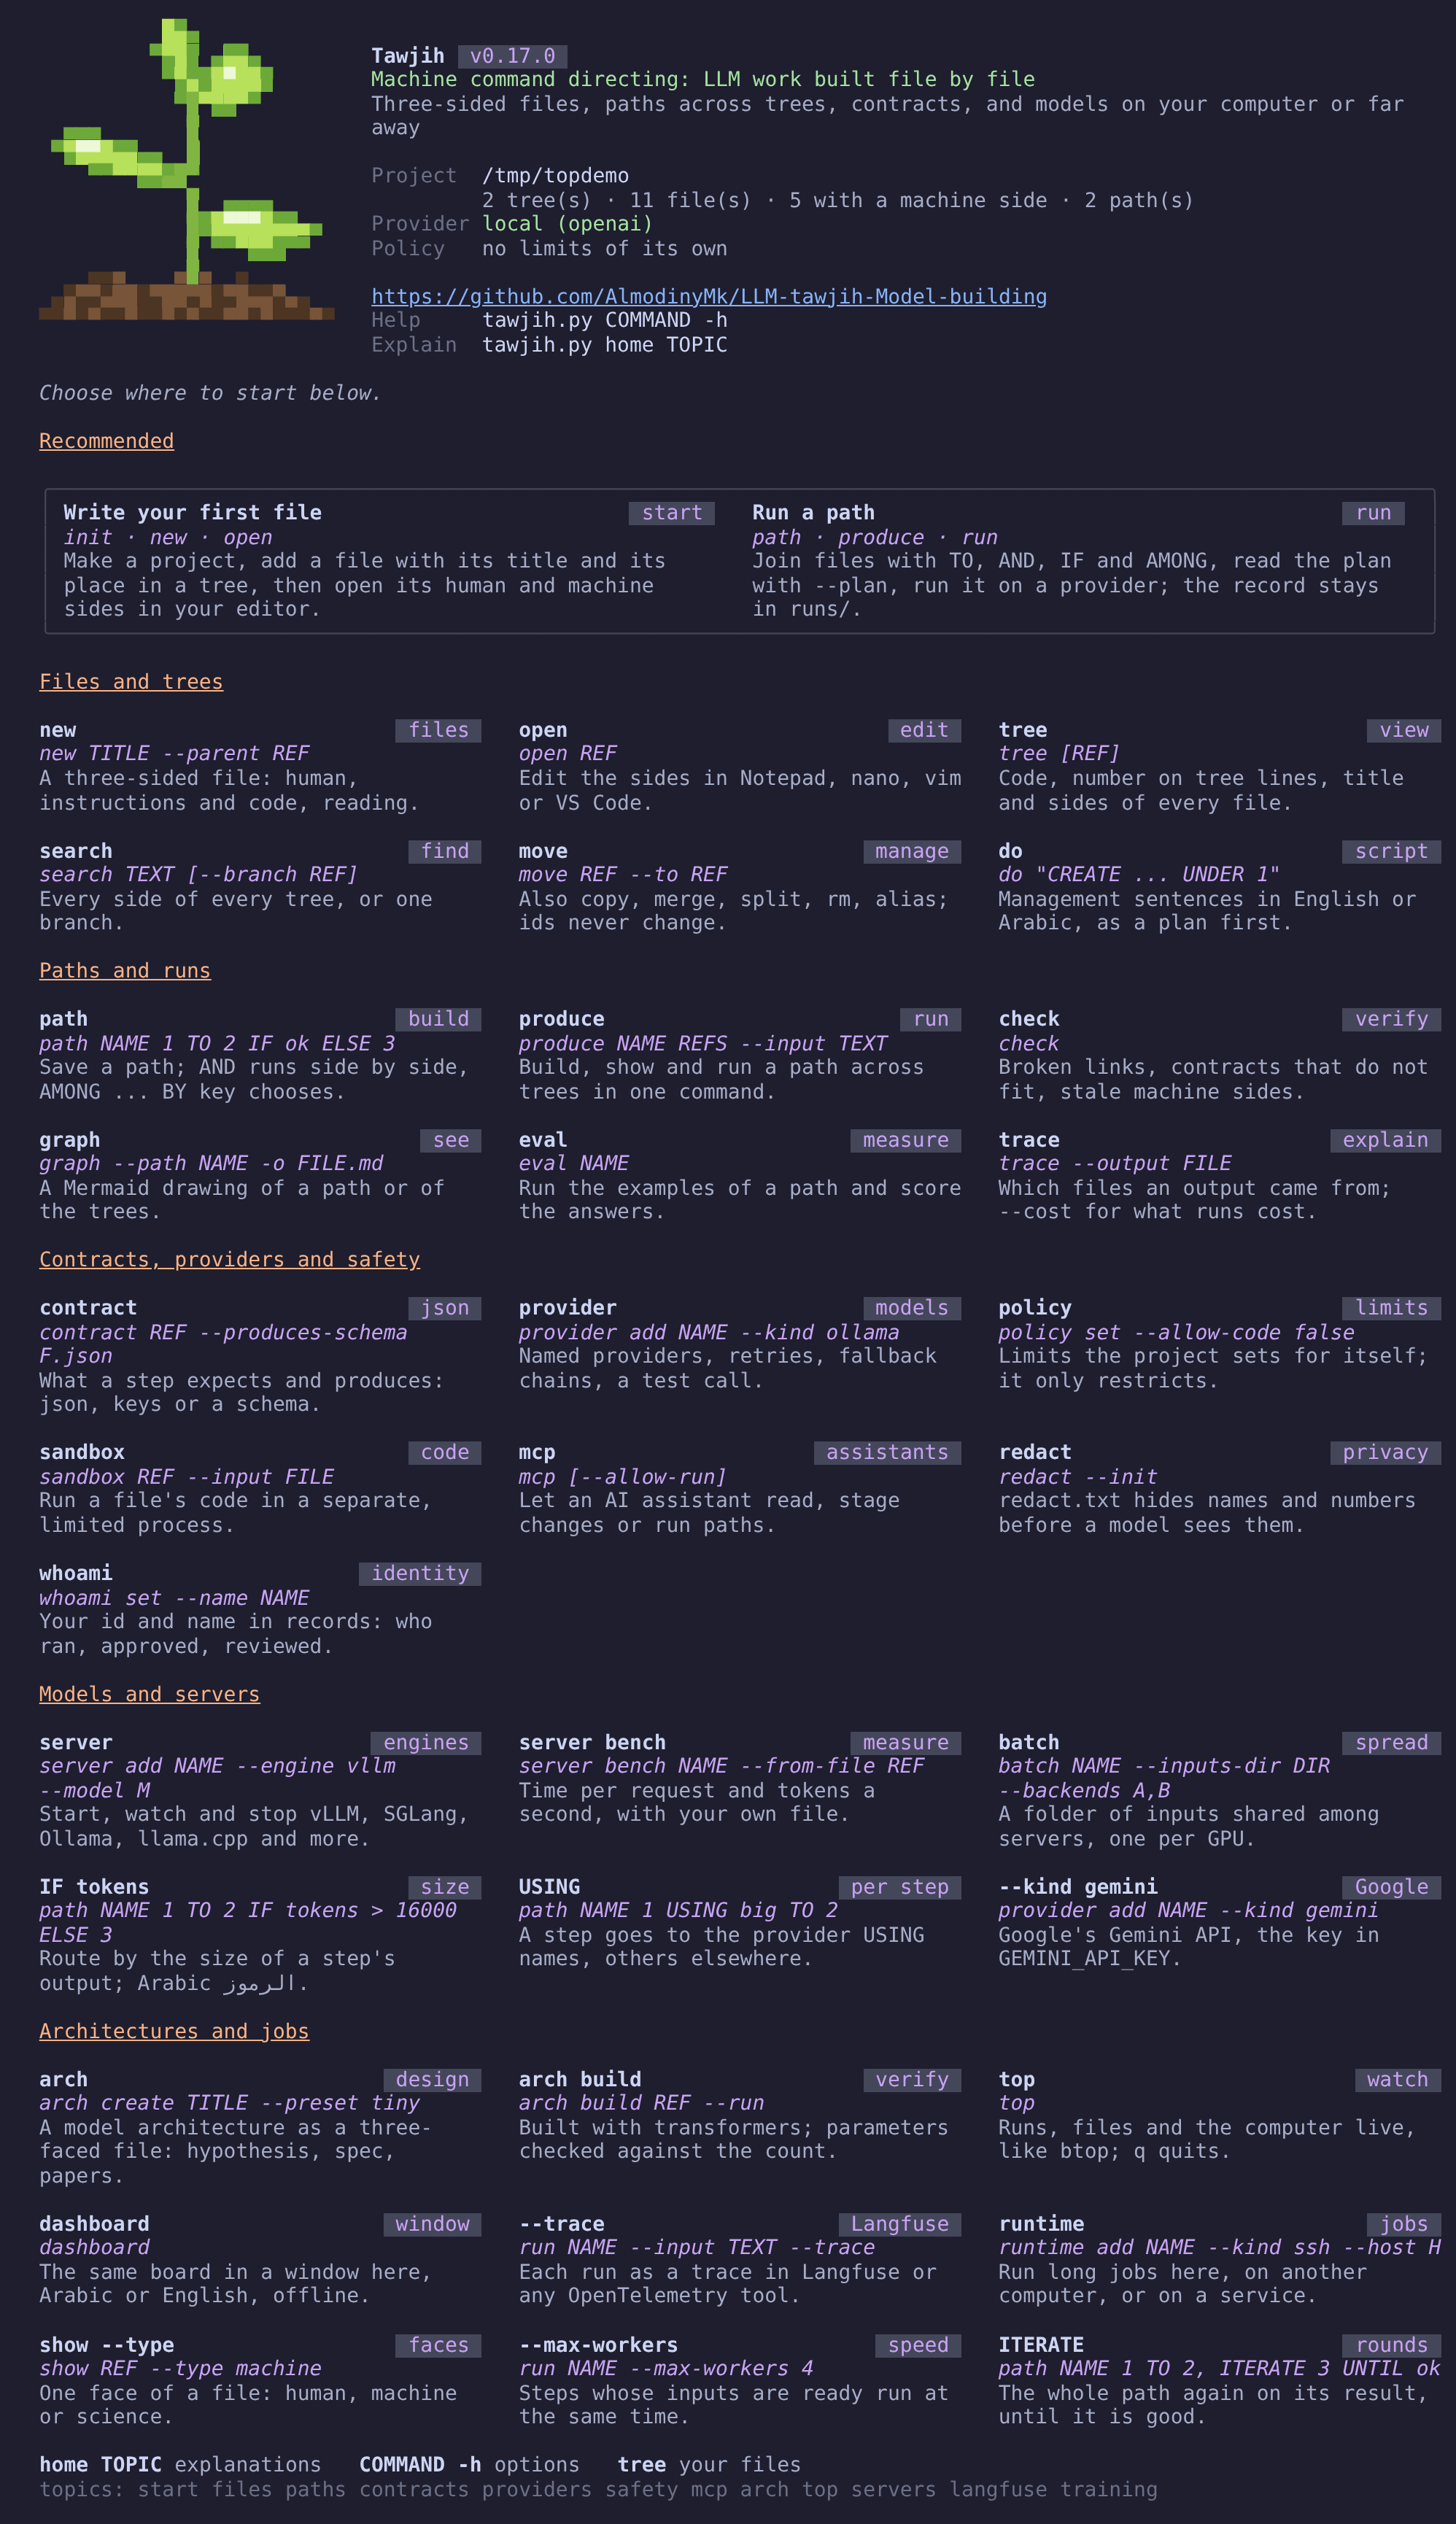 Tawjih v0.17.0
Machine command directing: LLM work built file by file
Three-sided files, paths across trees, contracts, and models on your computer or far
away
Project /tmp/topdemo
2 tree(s) · 11 file(s) · 5 with a machine side · 2 path(s)
Provider local (openai)
Policy no limits of its own
https://github.com/AlmodinyMk/LLM-tawjih-Model-building
Help tawjih.py COMMAND -h
Explain tawjih.py home TOPIC
Choose where to start below.
Recommended
Write your first file start
init · new · open
Make a project, add a file with its title and its
place in a tree, then open its human and machine
sides in your editor.
Run a path run
path · produce · run
Join files with TO, AND, IF and AMONG, read the plan
with --plan, run it on a provider; the record stays
in runs/.
Files and trees
new files
new TITLE --parent REF
A three-sided file: human,
instructions and code, reading.
open edit
open REF
Edit the sides in Notepad, nano, vim
or VS Code.
tree view
tree [REF]
Code, number on tree lines, title
and sides of every file.
search find
search TEXT [--branch REF]
Every side of every tree, or one
branch.
move manage
move REF --to REF
Also copy, merge, split, rm, alias;
ids never change.
do script
do "CREATE ... UNDER 1"
Management sentences in English or
Arabic, as a plan first.
Paths and runs
path build
path NAME 1 TO 2 IF ok ELSE 3
Save a path; AND runs side by side,
AMONG ... BY key chooses.
produce run
produce NAME REFS --input TEXT
Build, show and run a path across
trees in one command.
check verify
check
Broken links, contracts that do not
fit, stale machine sides.
graph see
graph --path NAME -o FILE.md
A Mermaid drawing of a path or of
the trees.
eval measure
eval NAME
Run the examples of a path and score
the answers.
trace explain
trace --output FILE
Which files an output came from;
--cost for what runs cost.
Contracts, providers and safety
contract json
contract REF --produces-schema
F.json
What a step expects and produces:
json, keys or a schema.
provider models
provider add NAME --kind ollama
Named providers, retries, fallback
chains, a test call.
policy limits
policy set --allow-code false
Limits the project sets for itself;
it only restricts.
sandbox code
sandbox REF --input FILE
Run a file's code in a separate,
limited process.
mcp assistants
mcp [--allow-run]
Let an AI assistant read, stage
changes or run paths.
redact privacy
redact --init
redact.txt hides names and numbers
before a model sees them.
whoami identity
whoami set --name NAME
Your id and name in records: who
ran, approved, reviewed.
Models and servers
server engines
server add NAME --engine vllm
--model M
Start, watch and stop vLLM, SGLang,
Ollama, llama.cpp and more.
server bench measure
server bench NAME --from-file REF
Time per request and tokens a
second, with your own file.
batch spread
batch NAME --inputs-dir DIR
--backends A,B
A folder of inputs shared among
servers, one per GPU.
IF tokens size
path NAME 1 TO 2 IF tokens > 16000
ELSE 3
Route by the size of a step's
output; Arabic الرموز.
USING per step
path NAME 1 USING big TO 2
A step goes to the provider USING
names, others elsewhere.
--kind gemini Google
provider add NAME --kind gemini
Google's Gemini API, the key in
GEMINI_API_KEY.
Architectures and jobs
arch design
arch create TITLE --preset tiny
A model architecture as a three-
faced file: hypothesis, spec,
papers.
arch build verify
arch build REF --run
Built with transformers; parameters
checked against the count.
top watch
top
Runs, files and the computer live,
like btop; q quits.
dashboard window
dashboard
The same board in a window here,
Arabic or English, offline.
--trace Langfuse
run NAME --input TEXT --trace
Each run as a trace in Langfuse or
any OpenTelemetry tool.
runtime jobs
runtime add NAME --kind ssh --host H
Run long jobs here, on another
computer, or on a service.
show --type faces
show REF --type machine
One face of a file: human, machine
or science.
--max-workers speed
run NAME --max-workers 4
Steps whose inputs are ready run at
the same time.
ITERATE rounds
path NAME 1 TO 2, ITERATE 3 UNTIL ok
The whole path again on its result,
until it is good.
home TOPIC explanations COMMAND -h options tree your files
topics: start files paths contracts providers safety mcp arch top servers langfuse training